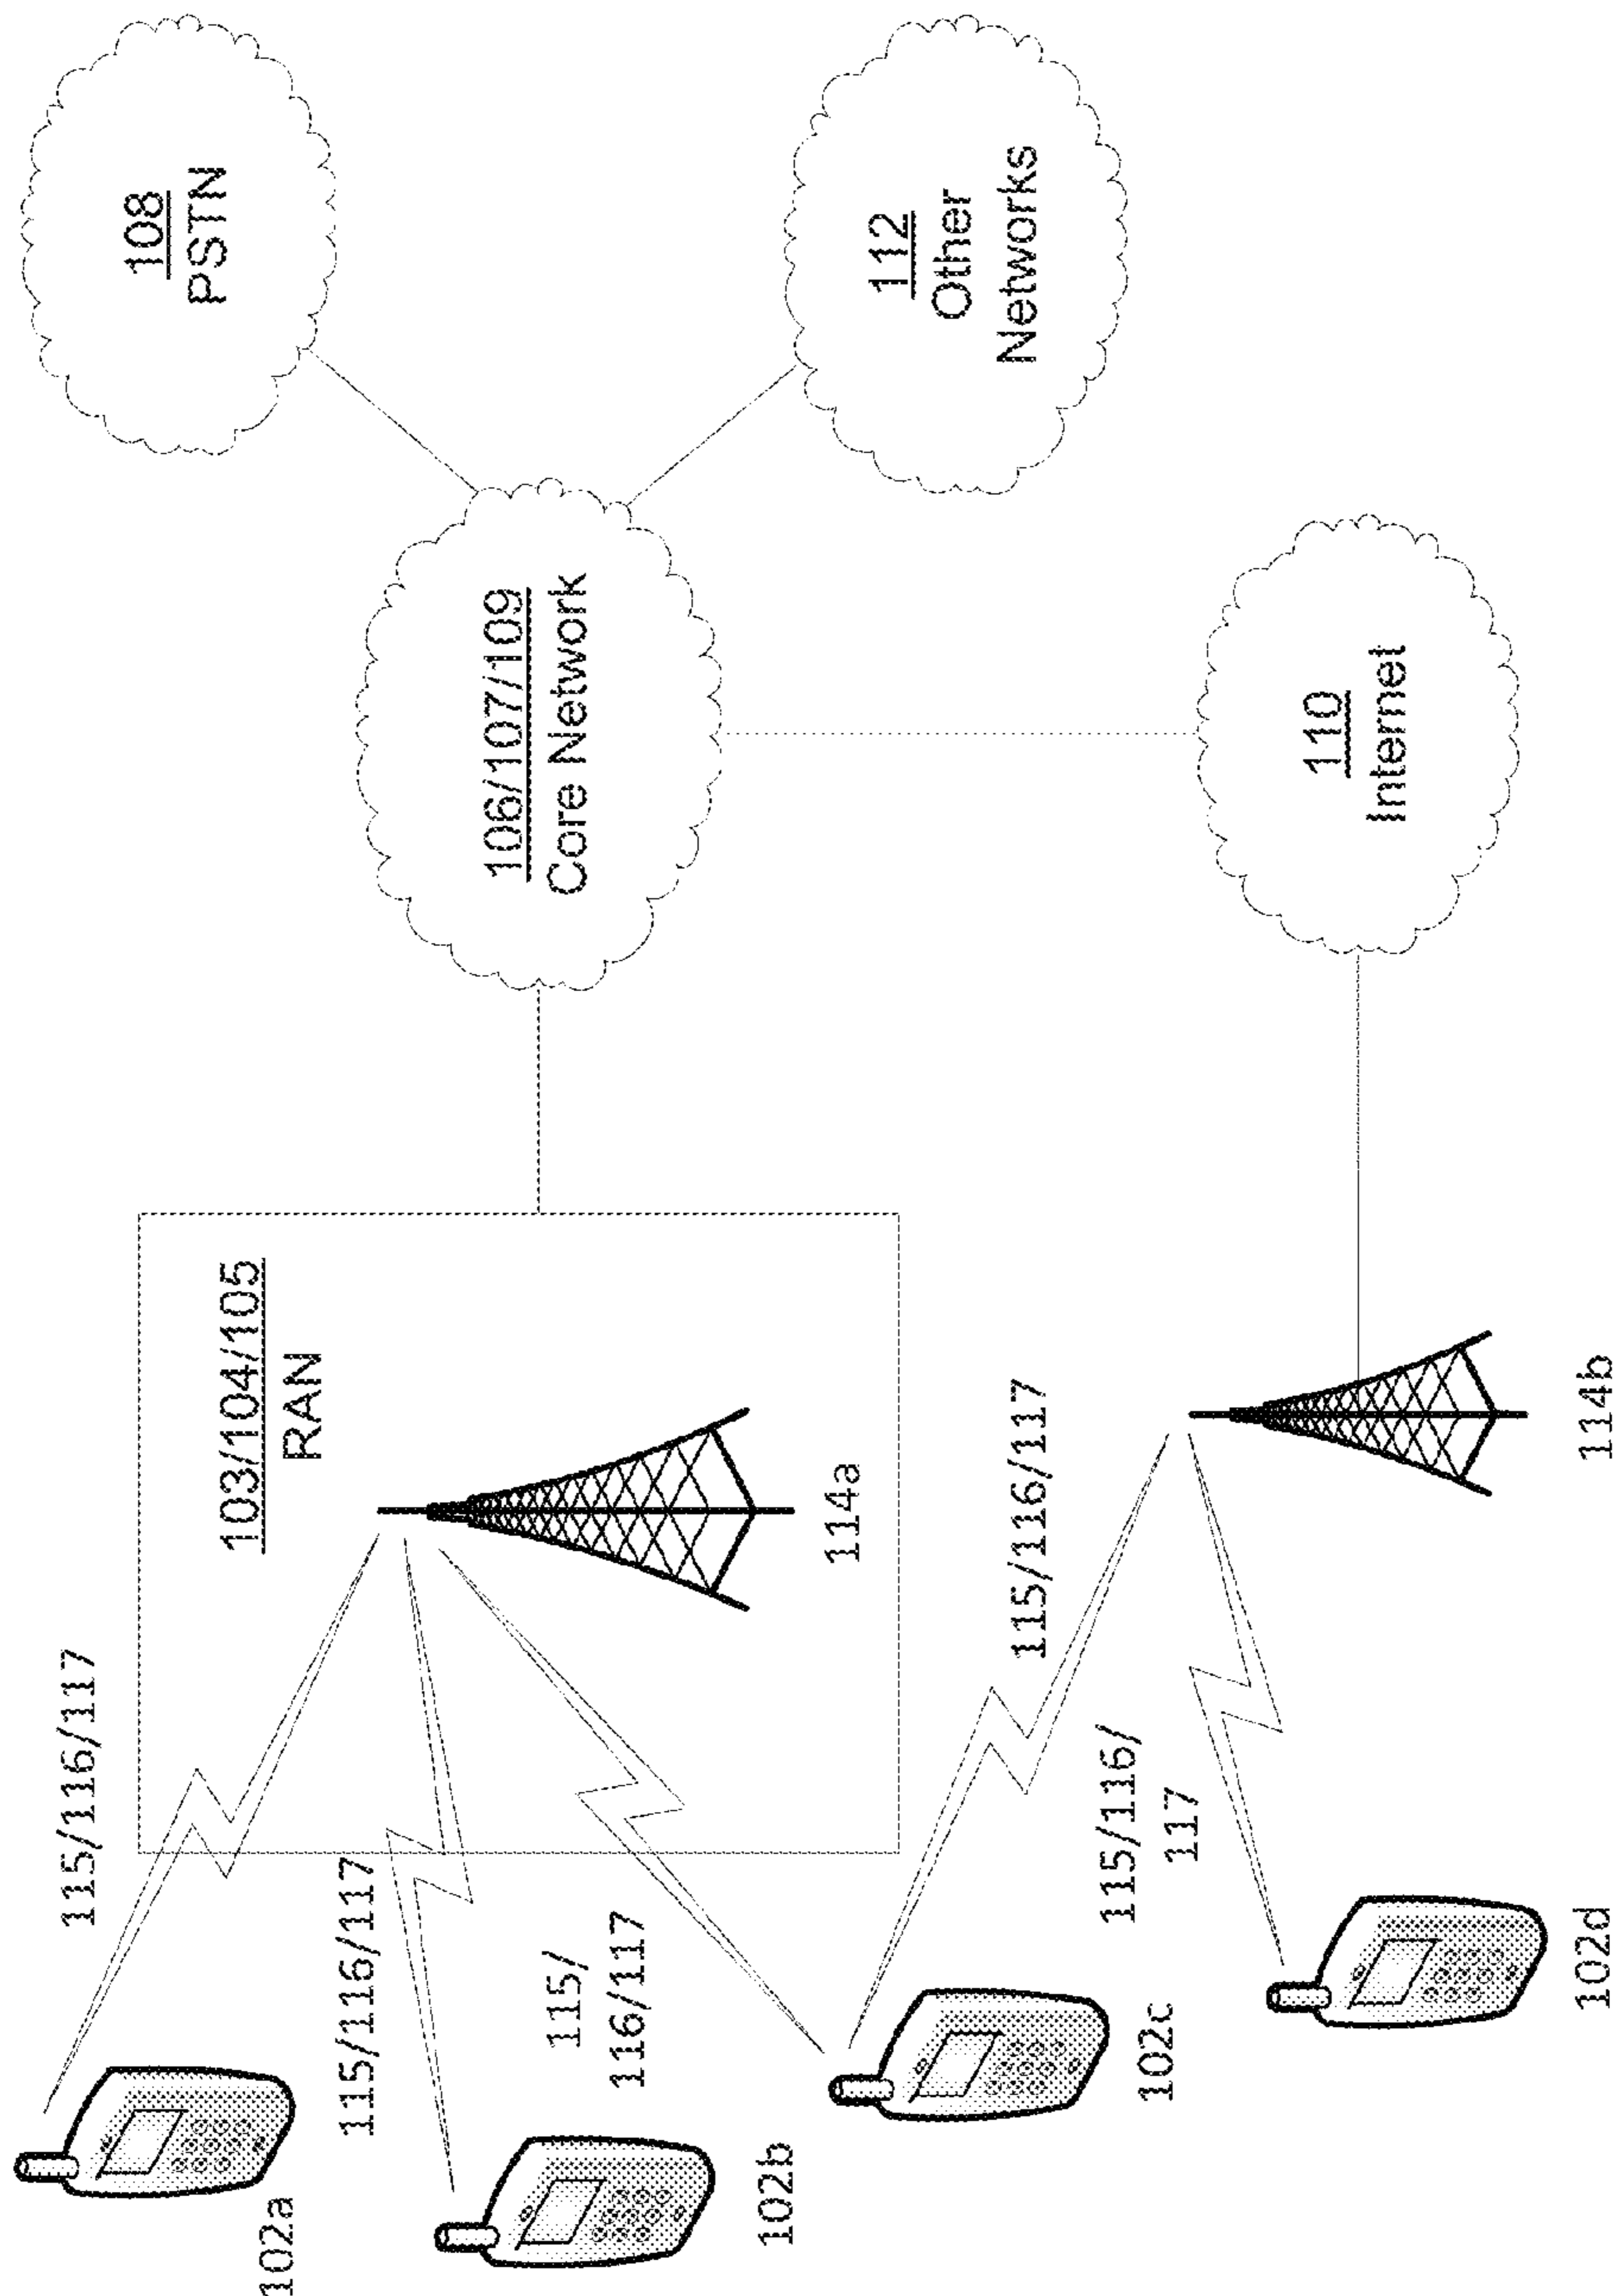 102a
115/116/117
103/104/105
RAN
108
PSTN
115/116/117
102b
115/
116/117
114a
106/107/109
Core Network
112
Other
Networks
102c
115/116/117
115/116/
117
102d
114b
110
Internet